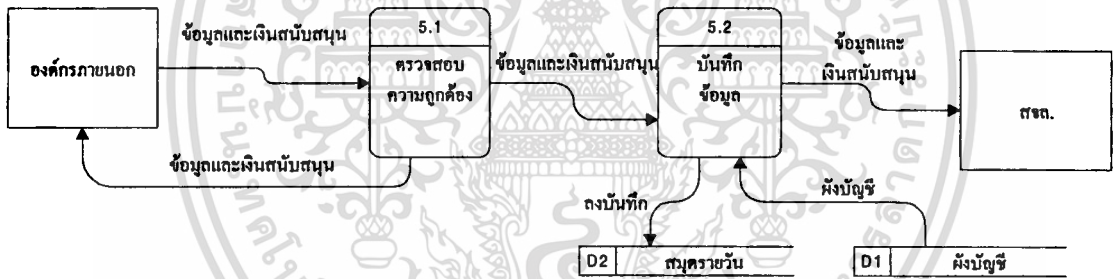 องค์กรภายนอก
ข้อมูลและเงินสนับสนุน
5.1
ตรวจสอบ
ความถูกต้อง
ข้อมูลและเงินสนับสนุน
5.2
บันทึก
ข้อมูล
ข้อมูลและ
เงินสนับสนุน
สจล.
ข้อมูลและเงินสนับสนุน
ลงบันทึก
ผังบัญชี
D2 สมุดรายวัน
D1 ผังบัญชี